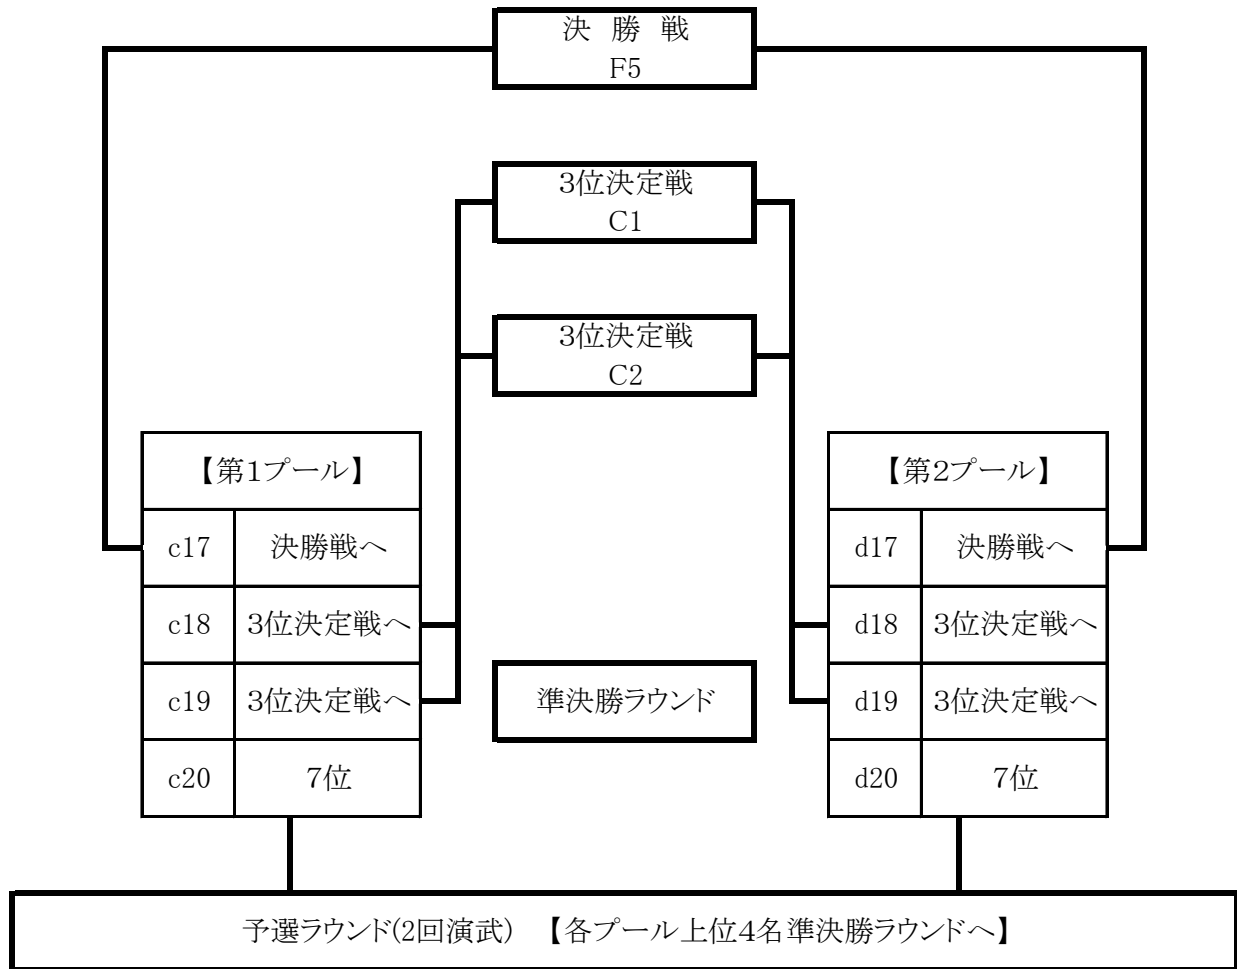 決 勝 戦
F5
３位決定戦
C1
３位決定戦
C2
【第１プール】
c17 決勝戦へ
c18 ３位決定戦へ
c19 ３位決定戦へ
c20 ７位
準決勝ラウンド
【第２プール】
d17 決勝戦へ
d18 ３位決定戦へ
d19 ３位決定戦へ
d20 ７位
予選ラウンド(2回演武) 【各プール上位４名準決勝ラウンドへ】